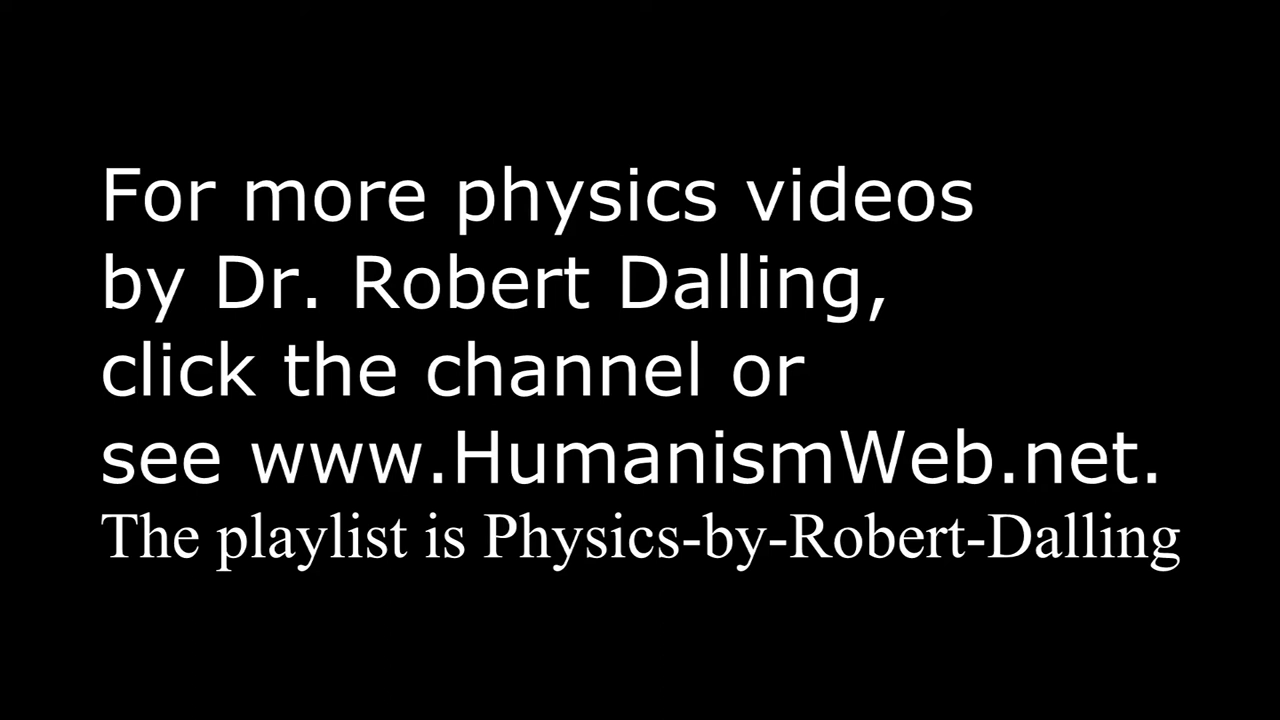 For more physics videos
by Dr. Robert Dalling,
click the channel or
see www.HumanismWeb.net.
The playlist is Physics-by-Robert-Dalling